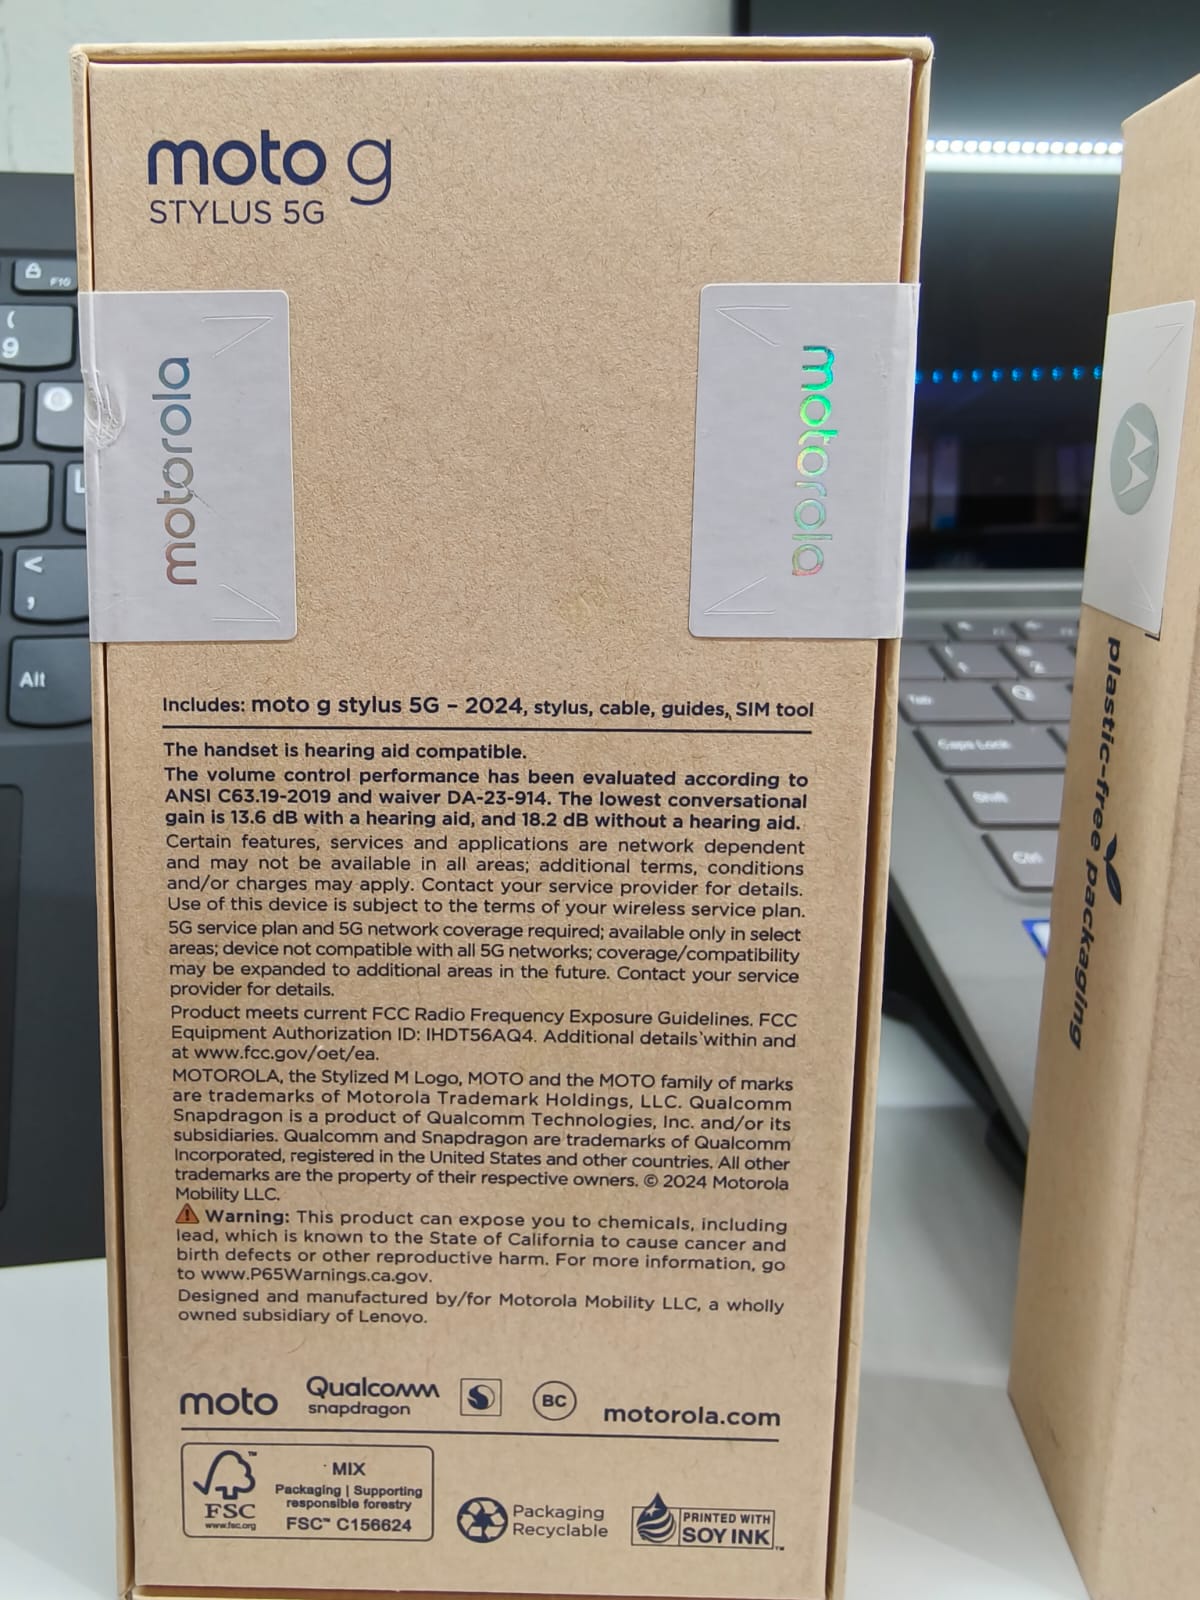 moto g
STYLUS 5G
motorola
motorola
Includes: moto g stylus 5G – 2024, stylus, cable, guides, SIM tool
The handset is hearing aid compatible.
The volume control performance has been evaluated according to
ANSI C63.19-2019 and waiver DA-23-914. The lowest conversational
gain is 13.6 dB with a hearing aid, and 18.2 dB without a hearing aid.
Certain features, services and applications are network dependent
and may not be available in all areas; additional terms, conditions
and/or charges may apply. Contact your service provider for details.
Use of this device is subject to the terms of your wireless service plan.
5G service plan and 5G network coverage required; available only in select
areas; device not compatible with all 5G networks; coverage/compatibility
may be expanded to additional areas in the future. Contact your service
provider for details.
Product meets current FCC Radio Frequency Exposure Guidelines. FCC
Equipment Authorization ID: IHDT56AQ4. Additional details within and
at www.fcc.gov/oet/ea.
MOTOROLA, the Stylized M Logo, MOTO and the MOTO family of marks
are trademarks of Motorola Trademark Holdings, LLC. Qualcomm
Snapdragon is a product of Qualcomm Technologies, Inc. and/or its
subsidiaries. Qualcomm and Snapdragon are trademarks of Qualcomm
Incorporated, registered in the United States and other countries. All other
trademarks are the property of their respective owners. © 2024 Motorola
Mobility LLC.
Warning: This product can expose you to chemicals, including
lead, which is known to the State of California to cause cancer and
birth defects or other reproductive harm. For more information, go
to www.P65Warnings.ca.gov.
Designed and manufactured by/for Motorola Mobility LLC, a wholly
owned subsidiary of Lenovo.
moto
Qualcomm
snapdragon
BC
motorola.com
FSC™
www.fsc.org
MIX
Packaging | Supporting
responsible forestry
FSC™ C156624
Packaging
Recyclable
PRINTED WITH
SOY INK™
plastic-free packaging
F10
(
9
O
L
<
,
Alt
Tab
Q
Caps Lock
Shift
Ctrl